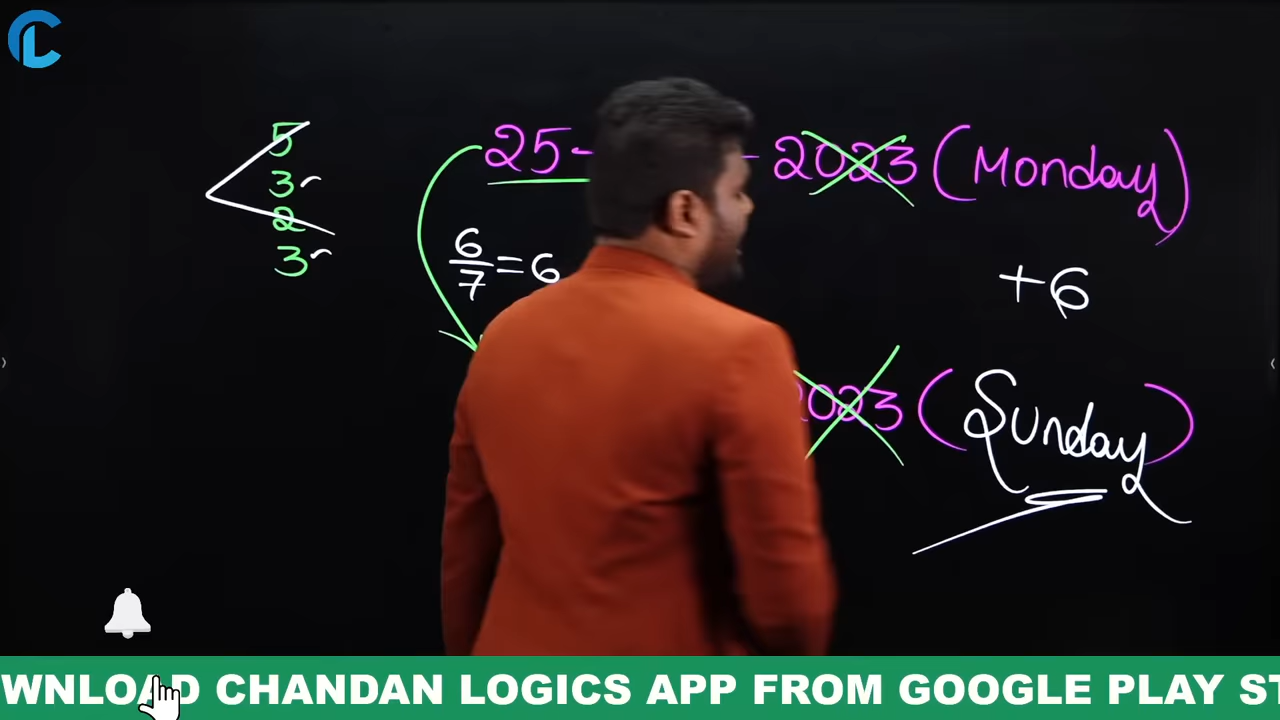 5
3
2
3
25- - 2023 (Monday)
6/7=6
+6
2023 (Sunday)
WNLOAD CHANDAN LOGICS APP FROM GOOGLE PLAY ST